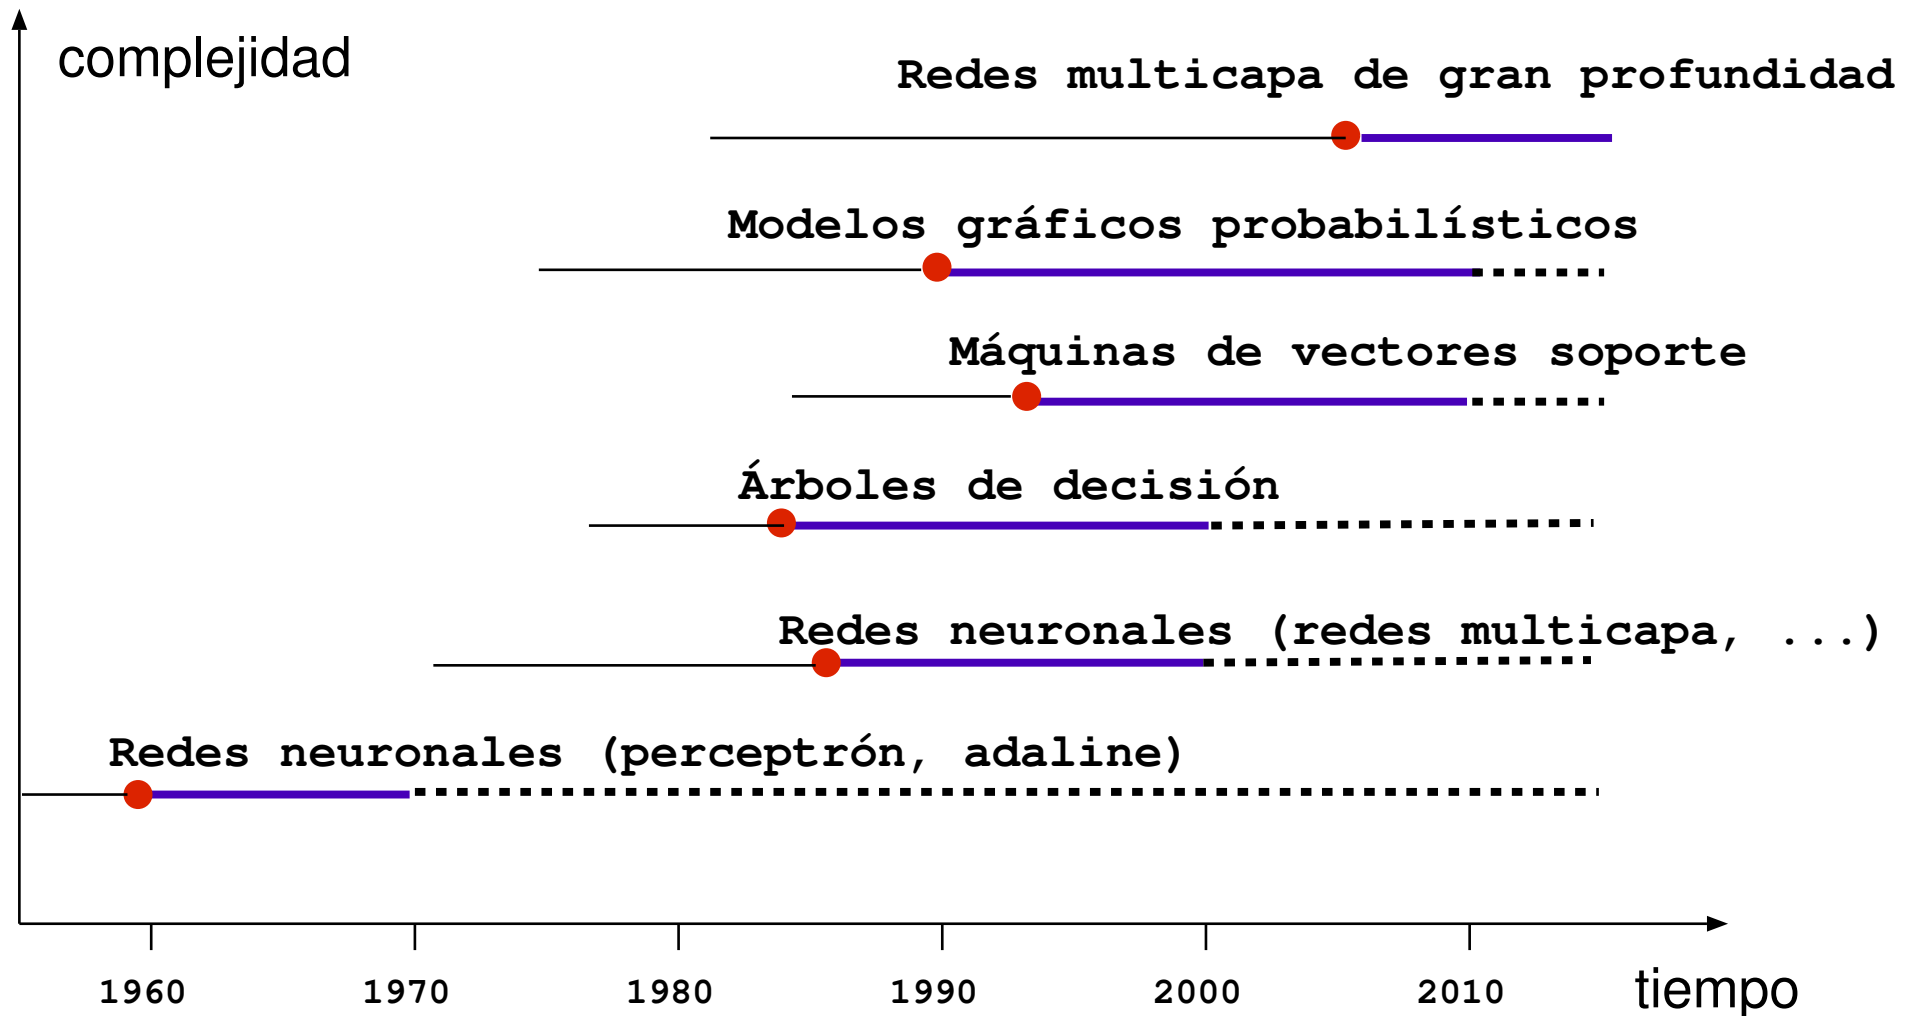 complejidad
Redes multicapa de gran profundidad
Modelos gráficos probabilísticos
Máquinas de vectores soporte
Árboles de decisión
Redes neuronales (redes multicapa, ...)
Redes neuronales (perceptrón, adaline)
1960 1970 1980 1990 2000 2010 tiempo